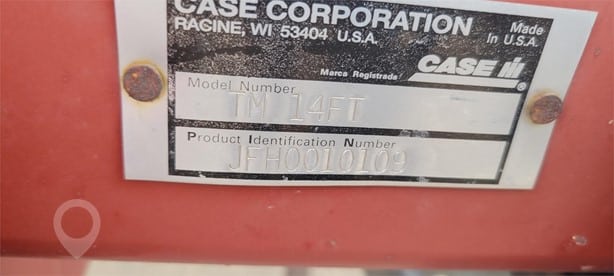 CASE CORPORATION
RACINE, WI 53404 U.S.A.
Made
In U.S.A.
Marca Registrada
CASE IH
Model Number
TM 14FT
Product Identification Number
JFH0010109